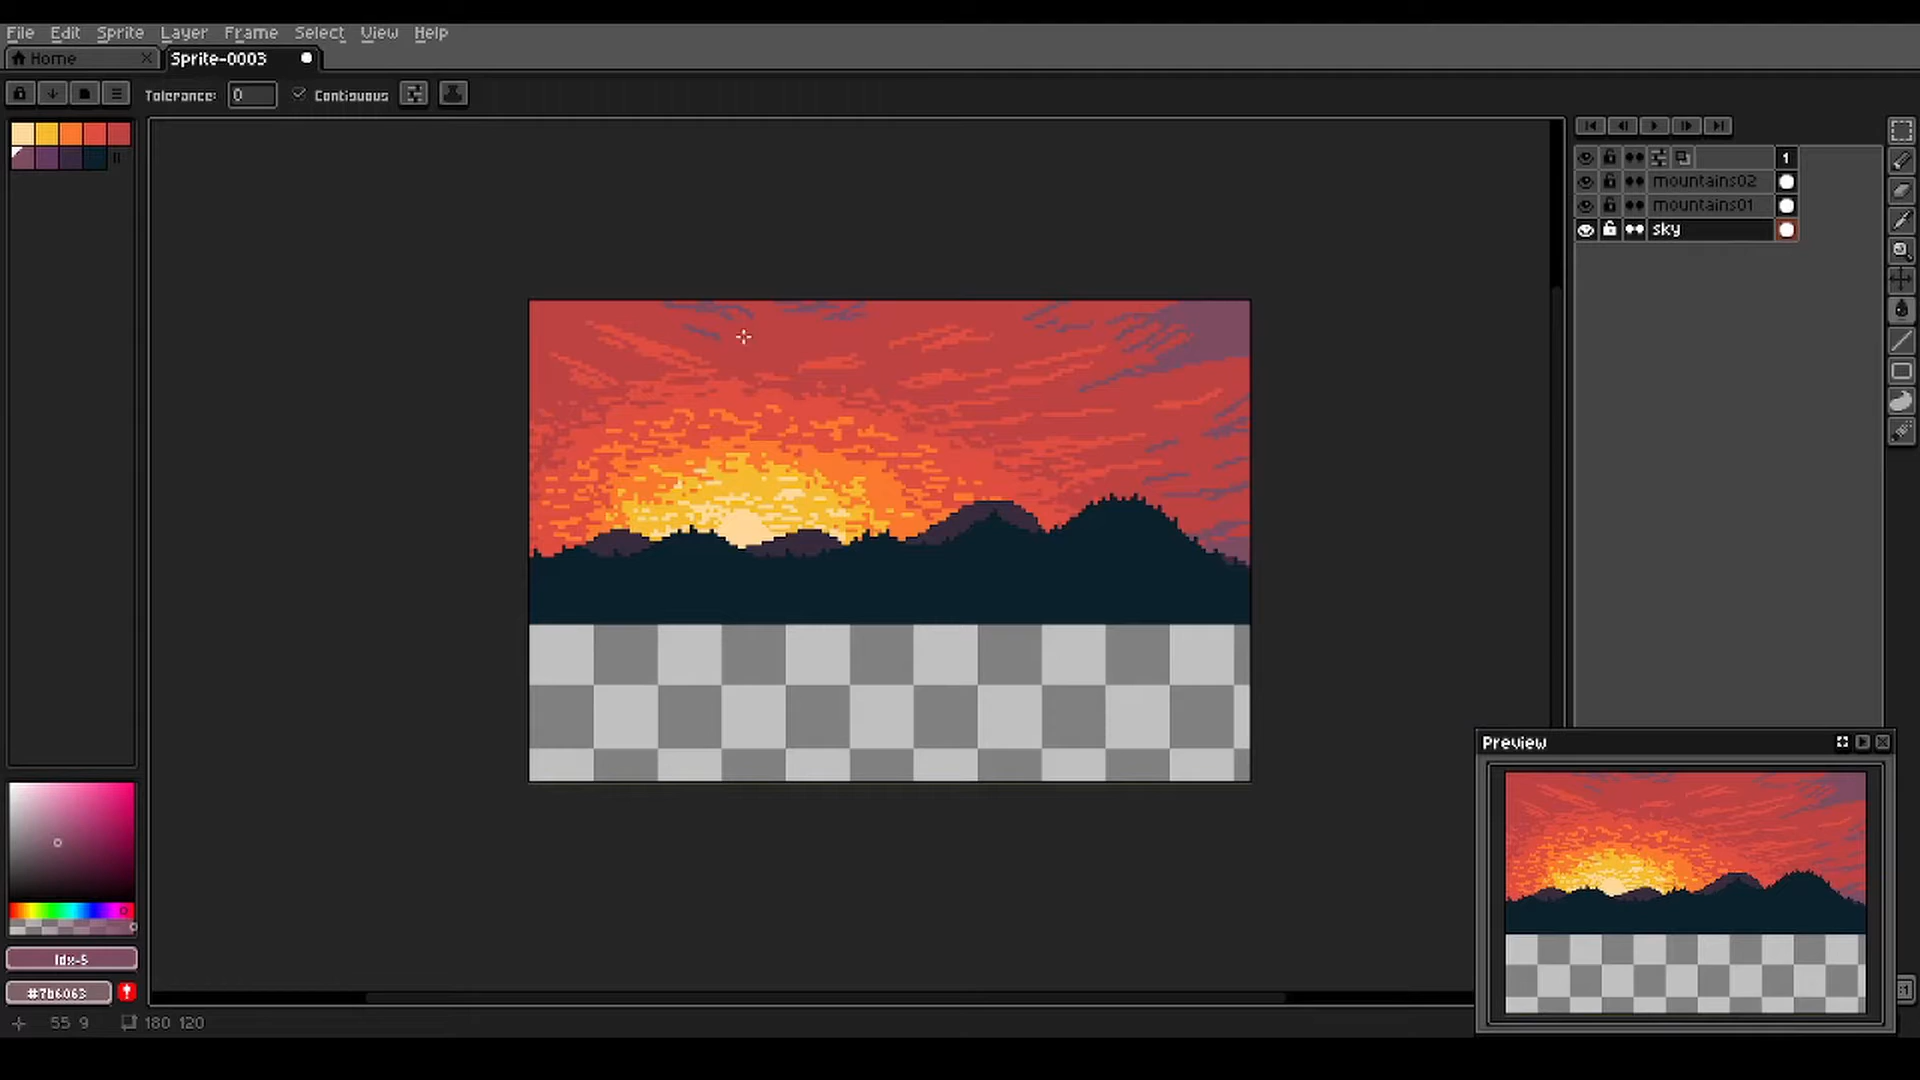 File Edit Sprite Layer Frame Select View Help
Home Sprite-0003
Tolerance: 0 Contiguous
1
mountains02
mountains01
sky
Preview
Idx-5
#7b6063
55 9 180 120